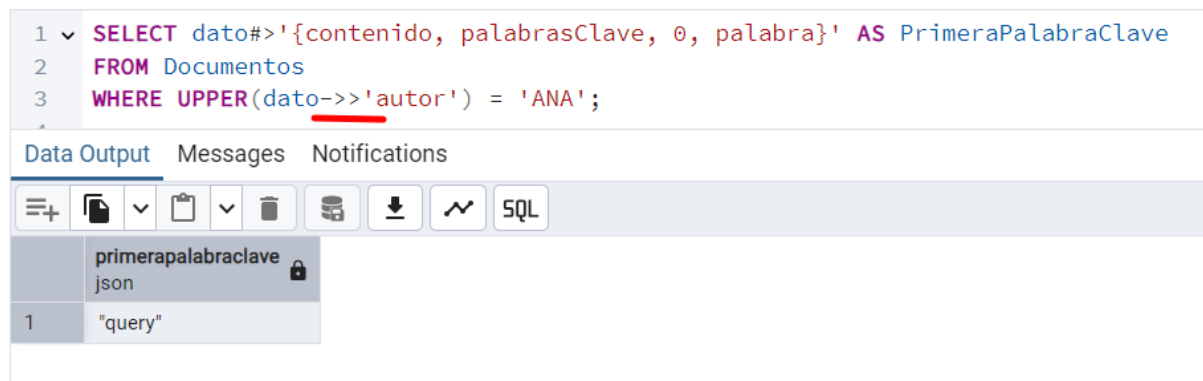 1 SELECT dato#>'{contenido, palabrasClave, 0, palabra}' AS PrimeraPalabraClave
2 FROM Documentos
3 WHERE UPPER(dato->>'autor') = 'ANA';
Data Output Messages Notifications
SQL
primerapalabraclave
json
1 "query"